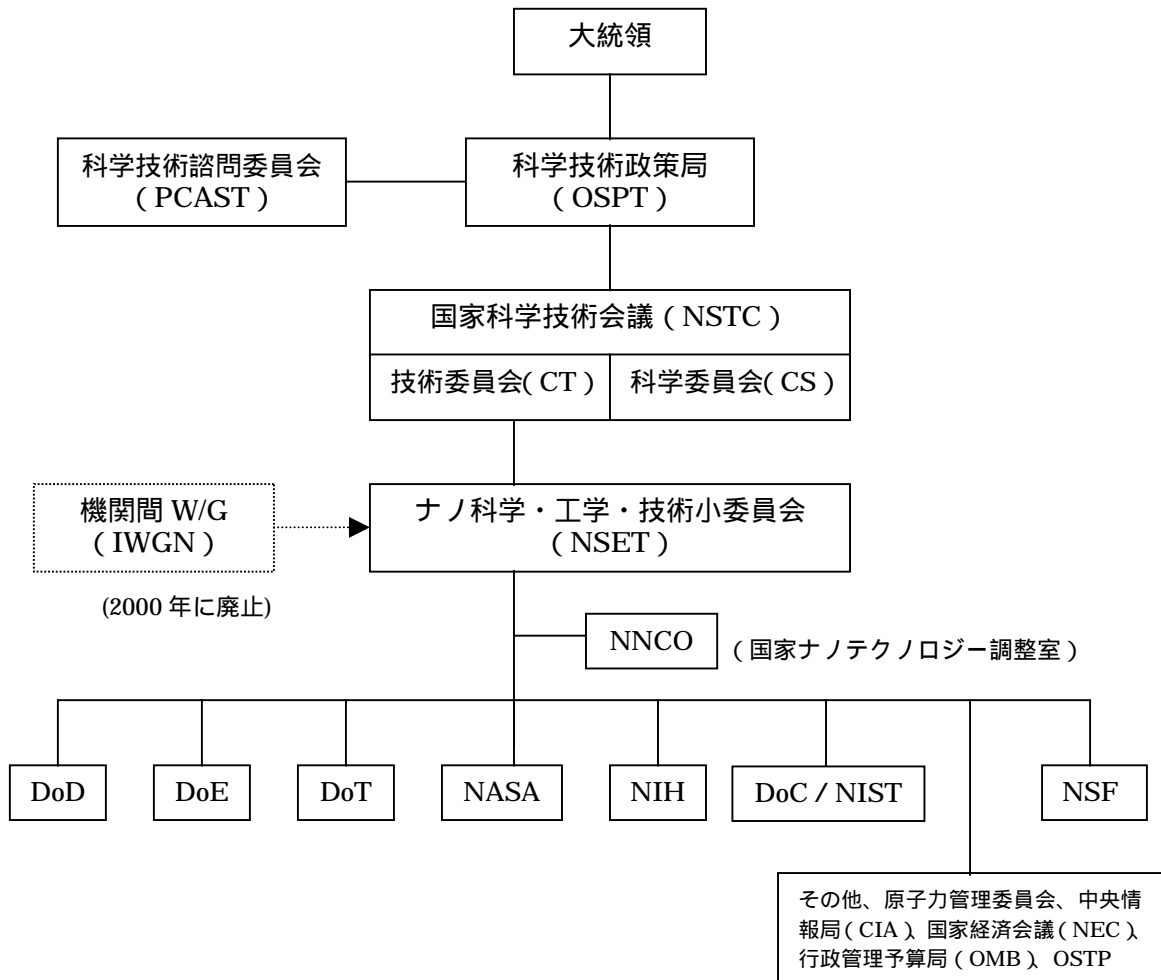 大統領
科学技術諮問委員会
（PCAST）
科学技術政策局
（OSPT）
国家科学技術会議（NSTC）
技術委員会（CT）
科学委員会（CS）
機関間 W/G
（IWGN）
ナノ科学・工学・技術小委員会
（NSET）
(2000 年に廃止)
NNCO
（国家ナノテクノロジー調整室）
DoD
DoE
DoT
NASA
NIH
DoC / NIST
NSF
その他、原子力管理委員会、中央情
報局（CIA）、国家経済会議（NEC）、
行政管理予算局（OMB）、OSTP